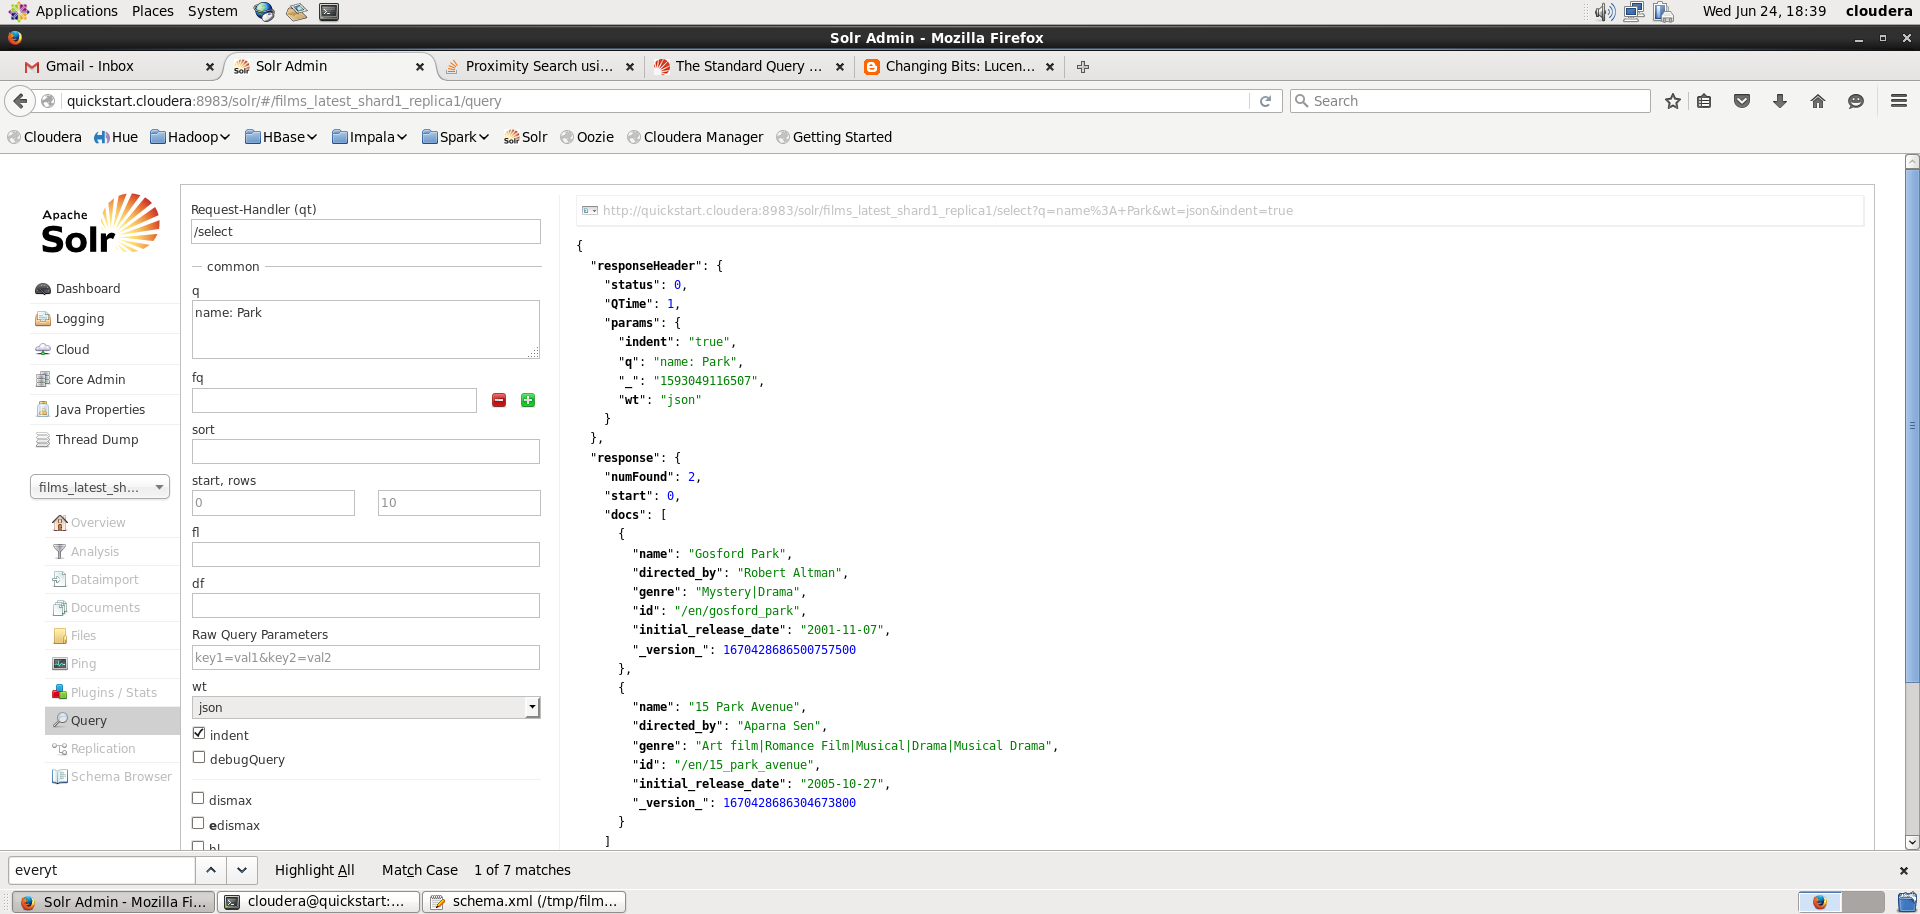 Applications Places System Wed Jun 24, 18:39 cloudera
Solr Admin - Mozilla Firefox
Gmail - Inbox Solr Admin Proximity Search usi... The Standard Query ... Changing Bits: Lucen...
quickstart.cloudera:8983/solr/#/films_latest_shard1_replica1/query Search
Cloudera Hue Hadoop HBase Impala Spark Solr Oozie Cloudera Manager Getting Started
Apache
Solr
Dashboard
Logging
Cloud
Core Admin
Java Properties
Thread Dump
films_latest_sh...
Overview
Analysis
Dataimport
Documents
Files
Ping
Plugins / Stats
Query
Replication
Schema Browser
Request-Handler (qt)
/select
common
q
name: Park
fq
sort
start, rows
0 10
fl
df
Raw Query Parameters
key1=val1&key2=val2
wt
json
indent
debugQuery
dismax
edismax
hl
http://quickstart.cloudera:8983/solr/films_latest_shard1_replica1/select?q=name%3A+Park&wt=json&indent=true
{
"responseHeader": {
"status": 0,
"QTime": 1,
"params": {
"indent": "true",
"q": "name: Park",
"_": "1593049116507",
"wt": "json"
}
},
"response": {
"numFound": 2,
"start": 0,
"docs": [
{
"name": "Gosford Park",
"directed_by": "Robert Altman",
"genre": "Mystery|Drama",
"id": "/en/gosford_park",
"initial_release_date": "2001-11-07",
"_version_": 1670428686500757500
},
{
"name": "15 Park Avenue",
"directed_by": "Aparna Sen",
"genre": "Art film|Romance Film|Musical|Drama|Musical Drama",
"id": "/en/15_park_avenue",
"initial_release_date": "2005-10-27",
"_version_": 1670428686304673800
}
]
everyt Highlight All Match Case 1 of 7 matches
Solr Admin - Mozilla Fi... cloudera@quickstart:... schema.xml (/tmp/film...